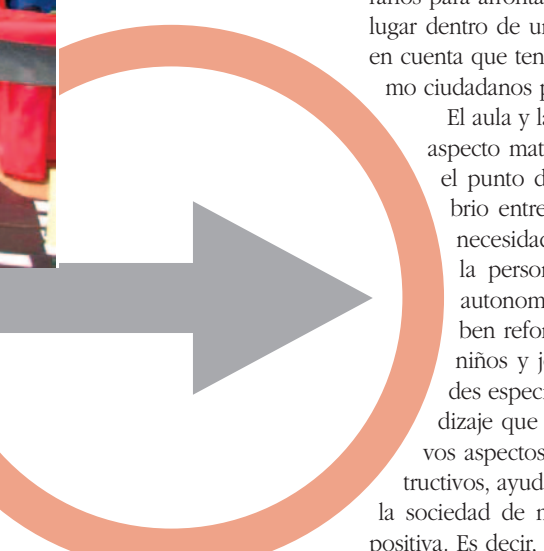 rarlos para afronta
lugar dentro de un
en cuenta que ten
mo ciudadanos p
El aula y la
aspecto mat
el punto d
brio entre
necesidad
la person
autonom
ben refor
niños y j
des especi
dizaje que
vos aspectos
tructivos, ayud
la sociedad de m
positiva. Es decir,